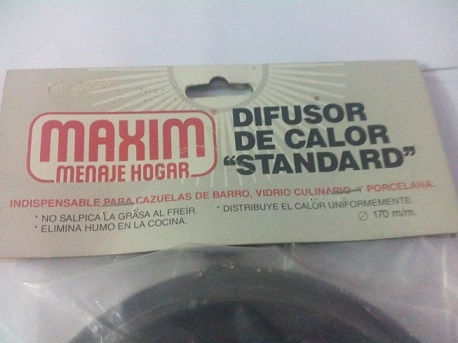 MAXIM®
MENAJE HOGAR
DIFUSOR
DE CALOR
“STANDARD”
INDISPENSABLE PARA CAZUELAS DE BARRO, VIDRIO CULINARIO Y PORCELANA.
* NO SALPICA LA GRASA AL FREIR
* ELIMINA HUMO EN LA COCINA.
* DISTRIBUYE EL CALOR UNIFORMEMENTE.
Ø 170 m/m.